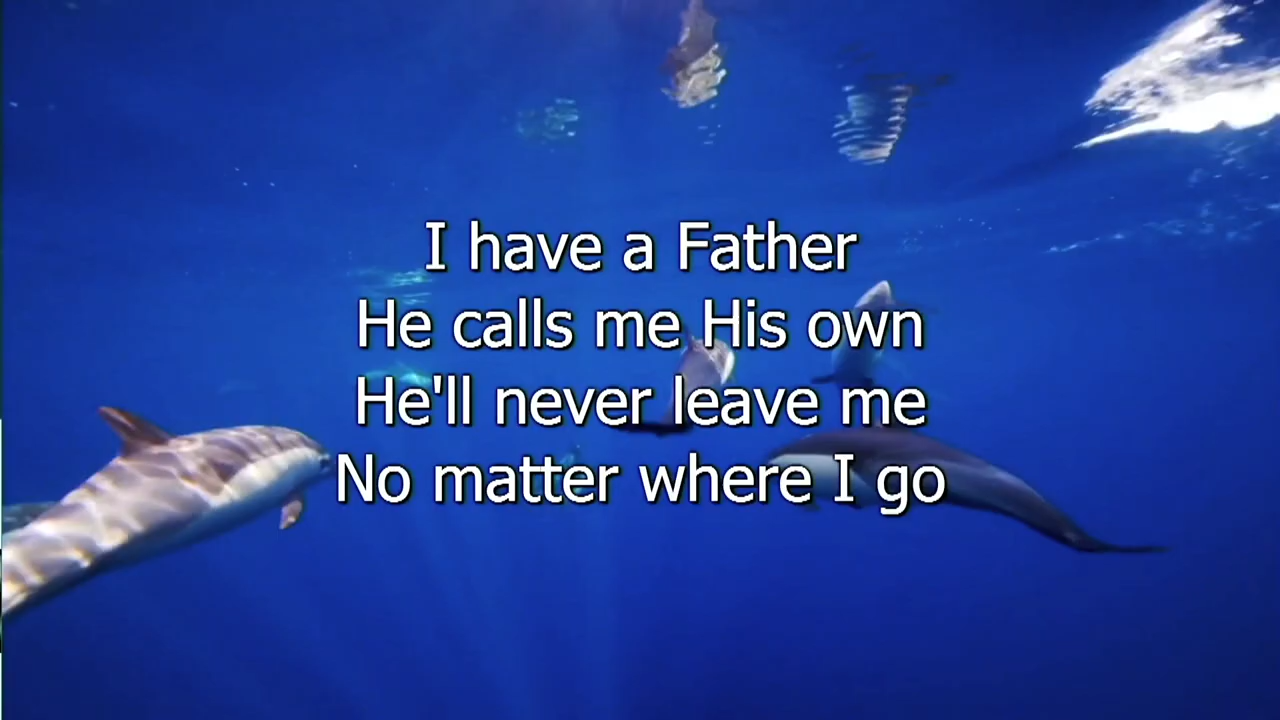 I have a Father
He calls me His own
He'll never leave me
No matter where I go